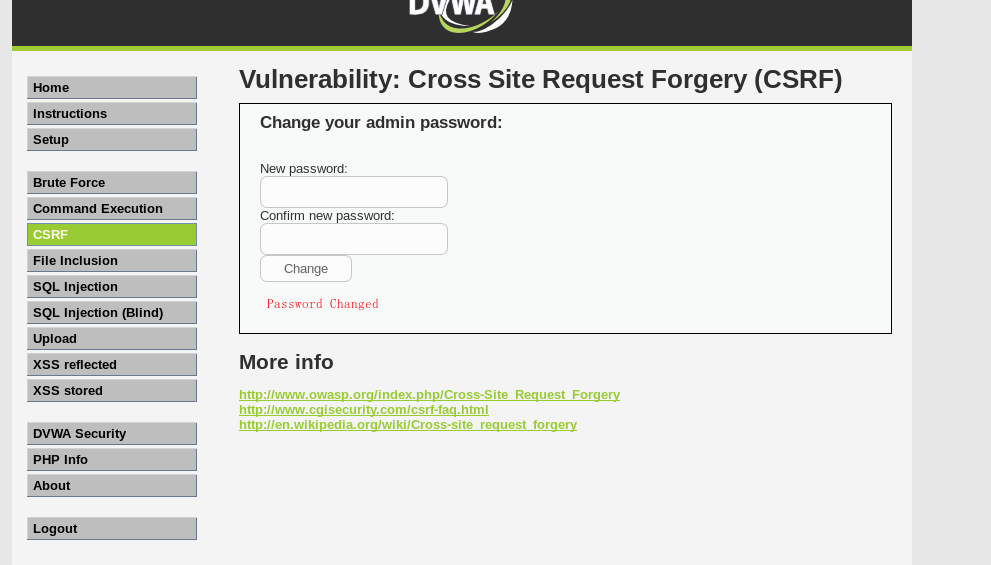 DVWA
Home
Instructions
Setup
Brute Force
Command Execution
CSRF
File Inclusion
SQL Injection
SQL Injection (Blind)
Upload
XSS reflected
XSS stored
DVWA Security
PHP Info
About
Logout
Vulnerability: Cross Site Request Forgery (CSRF)
Change your admin password:
New password:
Confirm new password:
Change
Password Changed
More info
http://www.owasp.org/index.php/Cross-Site_Request_Forgery
http://www.cgisecurity.com/csrf-faq.html
http://en.wikipedia.org/wiki/Cross-site_request_forgery